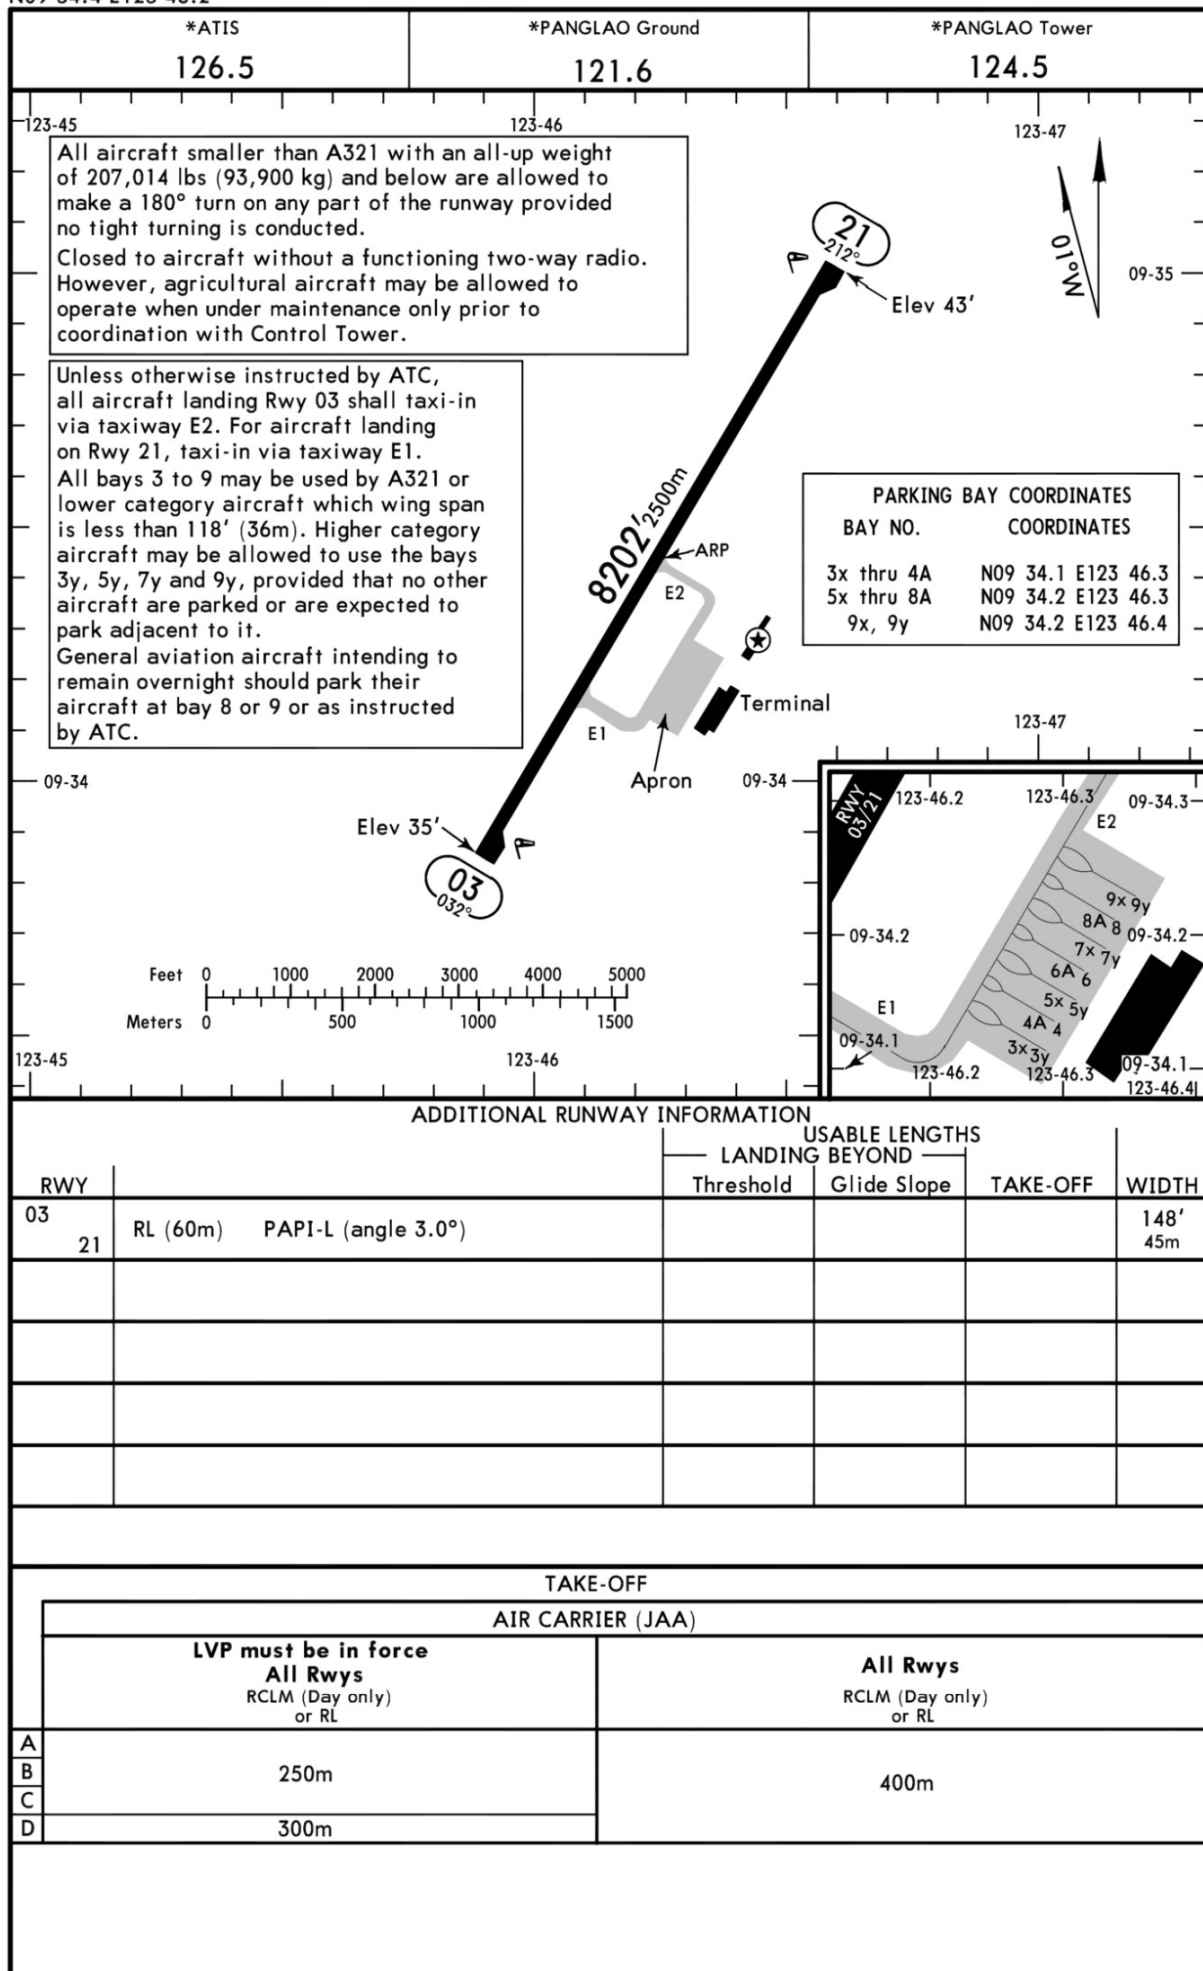 *ATIS
126.5
*PANGLAO Ground
121.6
*PANGLAO Tower
124.5
123-45
123-46
123-47
All aircraft smaller than A321 with an all-up weight
of 207,014 lbs (93,900 kg) and below are allowed to
make a 180° turn on any part of the runway provided
no tight turning is conducted.
Closed to aircraft without a functioning two-way radio.
However, agricultural aircraft may be allowed to
operate when under maintenance only prior to
coordination with Control Tower.
21
212°
01°W
09-35
Elev 43'
Unless otherwise instructed by ATC,
all aircraft landing Rwy 03 shall taxi-in
via taxiway E2. For aircraft landing
on Rwy 21, taxi-in via taxiway E1.
All bays 3 to 9 may be used by A321 or
lower category aircraft which wing span
is less than 118' (36m). Higher category
aircraft may be allowed to use the bays
3y, 5y, 7y and 9y, provided that no other
aircraft are parked or are expected to
park adjacent to it.
General aviation aircraft intending to
remain overnight should park their
aircraft at bay 8 or 9 or as instructed
by ATC.
8202' 2500m
ARP
E2
E1
Terminal
Apron
PARKING BAY COORDINATES
BAY NO. COORDINATES
3x thru 4A N09 34.1 E123 46.3
5x thru 8A N09 34.2 E123 46.3
9x, 9y N09 34.2 E123 46.4
123-47
09-34
09-34
Elev 35'
03
032°
RWY
03/21
123-46.2
123-46.3
09-34.3
E2
9x 9y
8A 8
09-34.2
09-34.2
7x 7y
6A 6
5x 5y
E1
4A 4
09-34.1
3x 3y
09-34.1
123-46.2
123-46.3
123-46.4
Feet 0 1000 2000 3000 4000 5000
Meters 0 500 1000 1500
123-45
123-46
ADDITIONAL RUNWAY INFORMATION
USABLE LENGTHS
LANDING BEYOND
RWY Threshold Glide Slope TAKE-OFF WIDTH
03
21
RL (60m) PAPI-L (angle 3.0°)
148'
45m
TAKE-OFF
AIR CARRIER (JAA)
LVP must be in force
All Rwys
RCLM (Day only)
or RL
All Rwys
RCLM (Day only)
or RL
A
B
C
D
250m
300m
400m